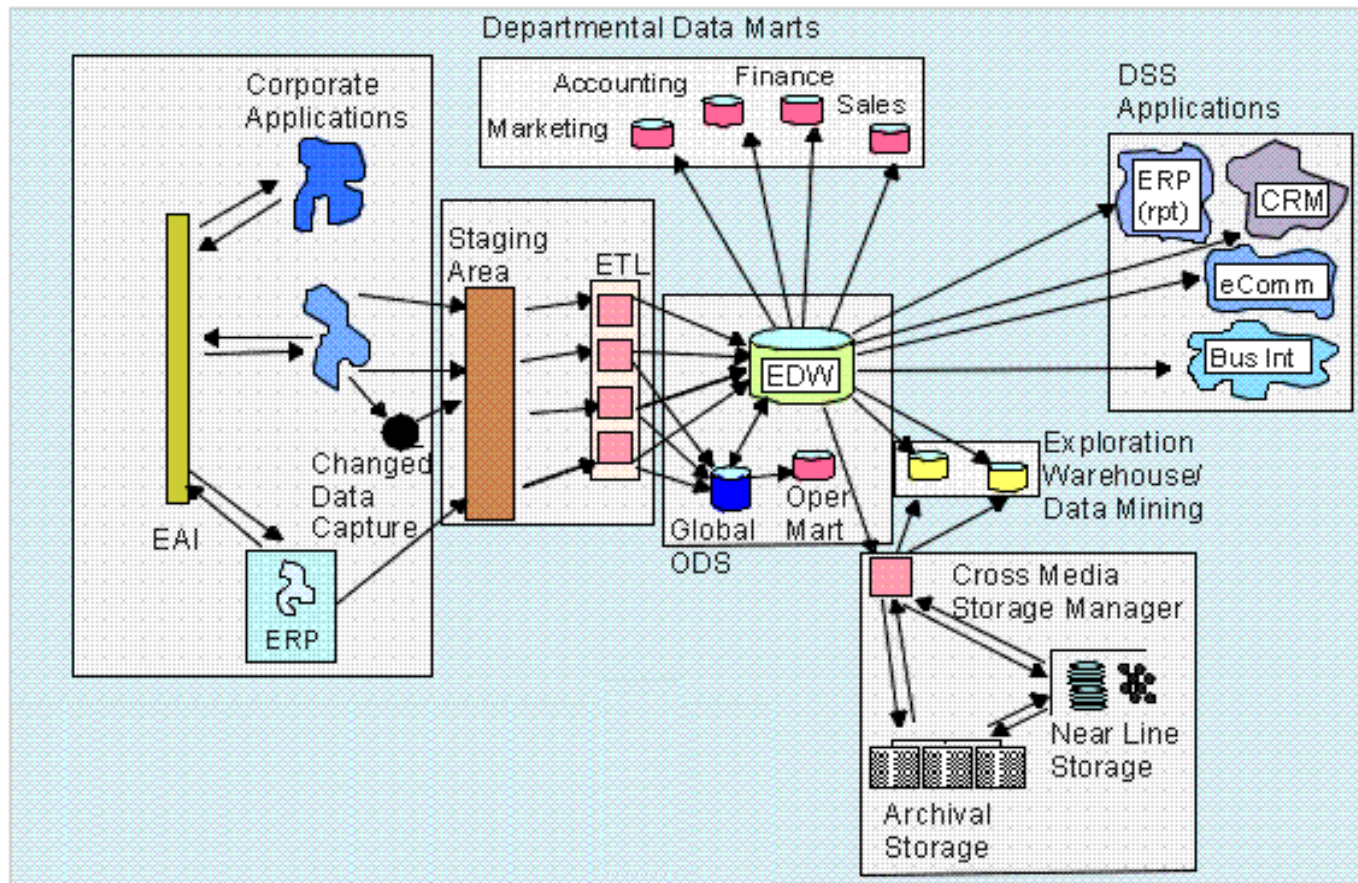 Departmental Data Marts
Corporate
Applications
Accounting
Finance
Marketing
Sales
DSS
Applications
ERP
(rpt)
CRM
eComm
Bus Int
Staging
Area
ETL
EDW
Changed
Data
Capture
EAI
ERP
Global
ODS
Oper
Mart
Exploration
Warehouse/
Data Mining
Cross Media
Storage Manager
Near Line
Storage
Archival
Storage